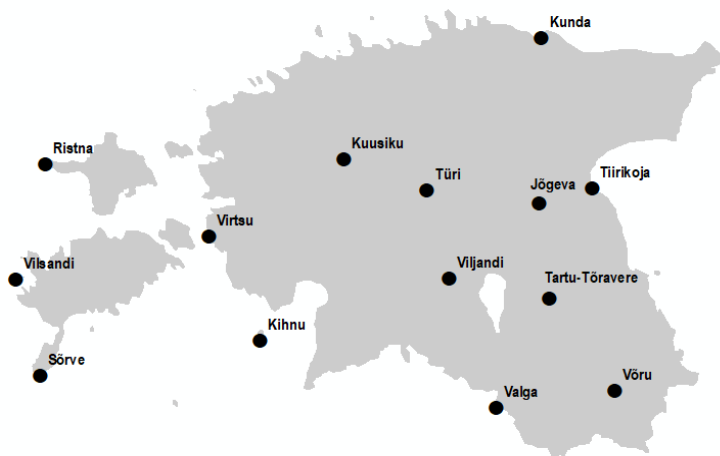 Kunda
Ristna
Kuusiku
Türi
Jõgeva
Tiirikoja
Virtsu
Vilsandi
Viljandi
Tartu-Tõravere
Kihnu
Sõrve
Valga
Võru